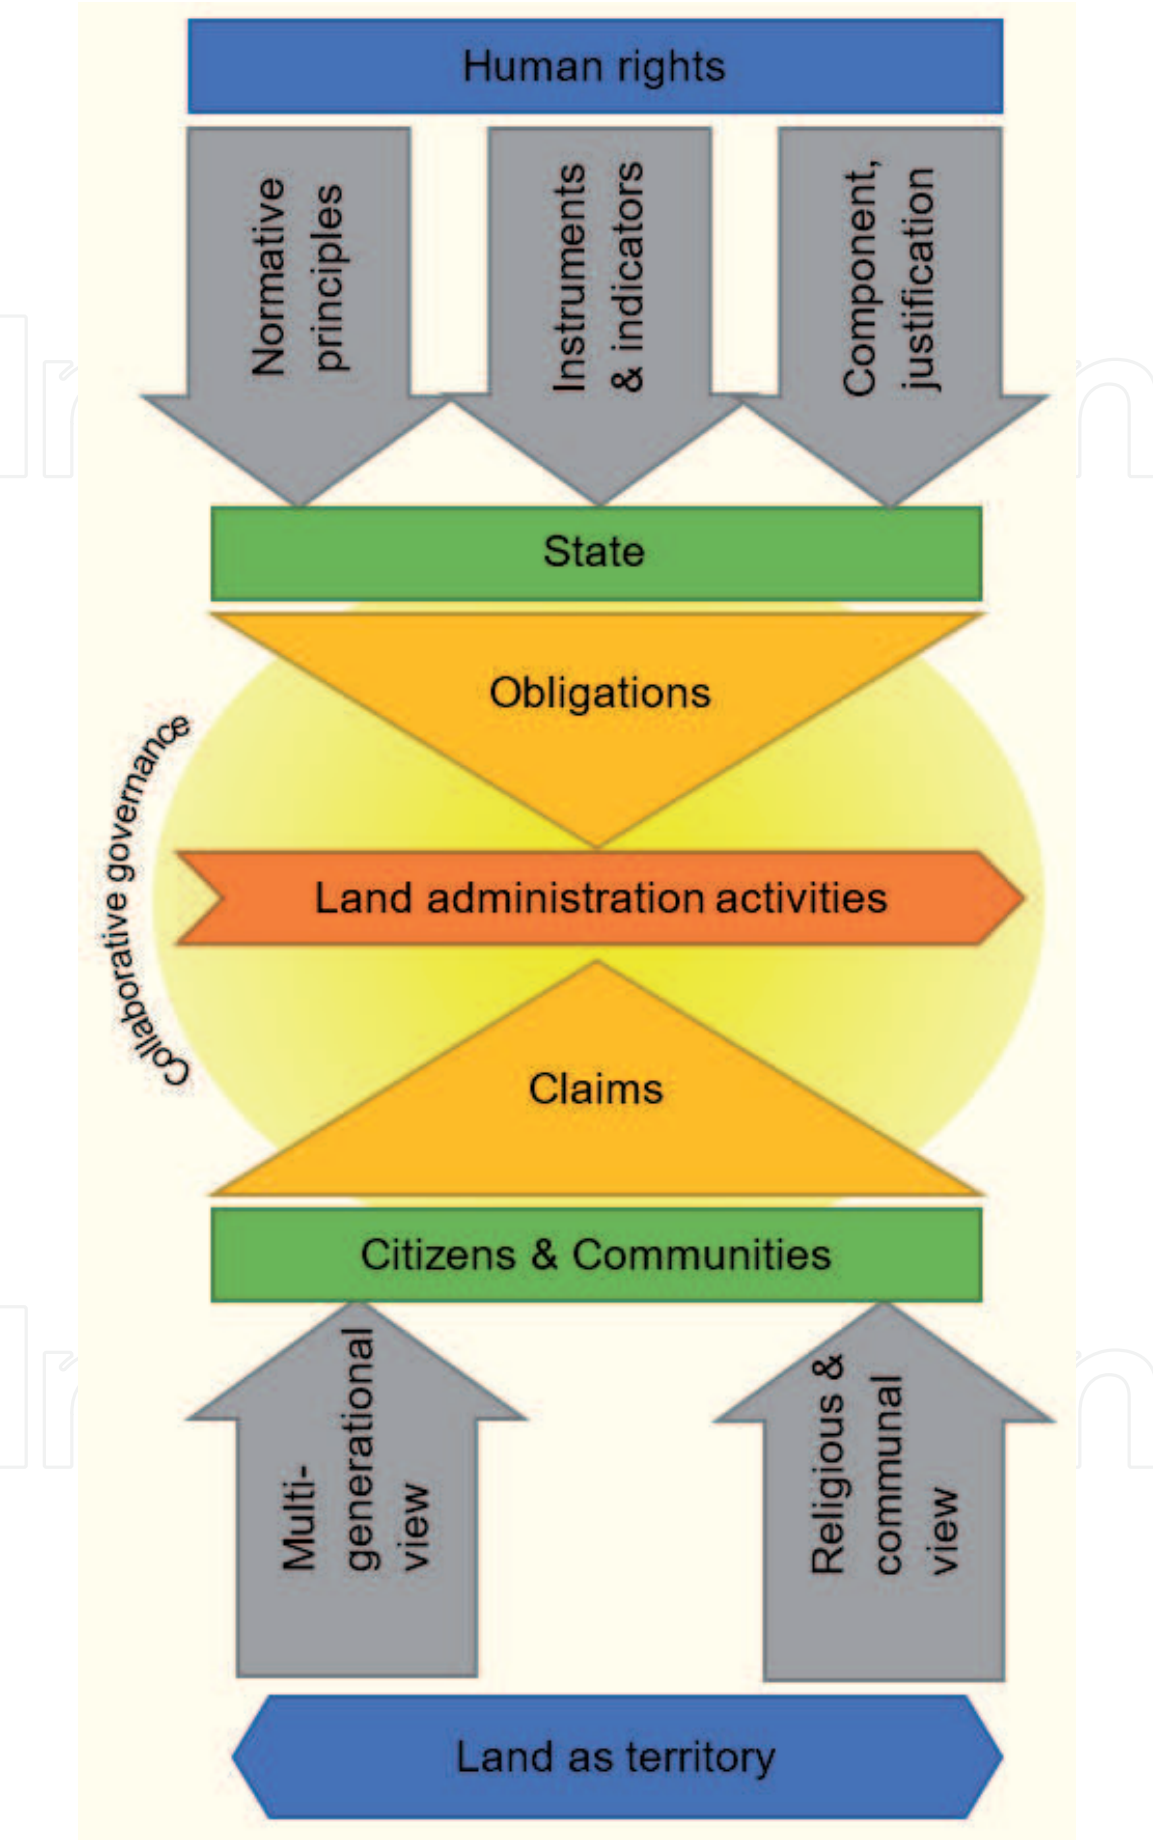 Human rights
Normative
principles
Instruments
& indicators
Component,
justification
State
Obligations
Collaborative governance
Land administration activities
Claims
Citizens & Communities
Multi-
generational
view
Religious &
communal
view
Land as territory